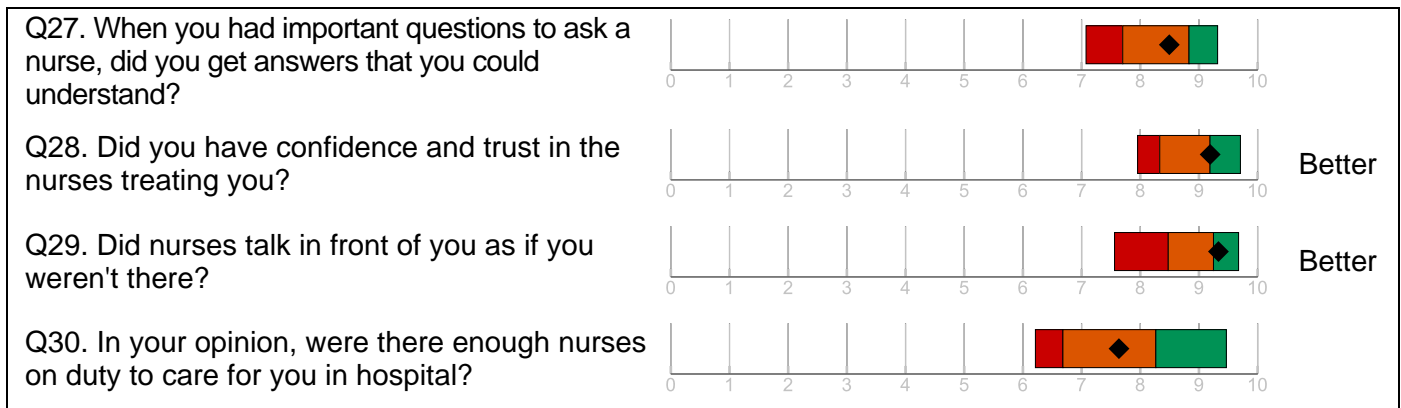 Q27. When you had important questions to ask a
nurse, did you get answers that you could
understand?
0 1 2 3 4 5 6 7 8 9 10
Q28. Did you have confidence and trust in the
nurses treating you?
Better
0 1 2 3 4 5 6 7 8 9 10
Q29. Did nurses talk in front of you as if you
weren't there?
Better
0 1 2 3 4 5 6 7 8 9 10
Q30. In your opinion, were there enough nurses
on duty to care for you in hospital?
0 1 2 3 4 5 6 7 8 9 10